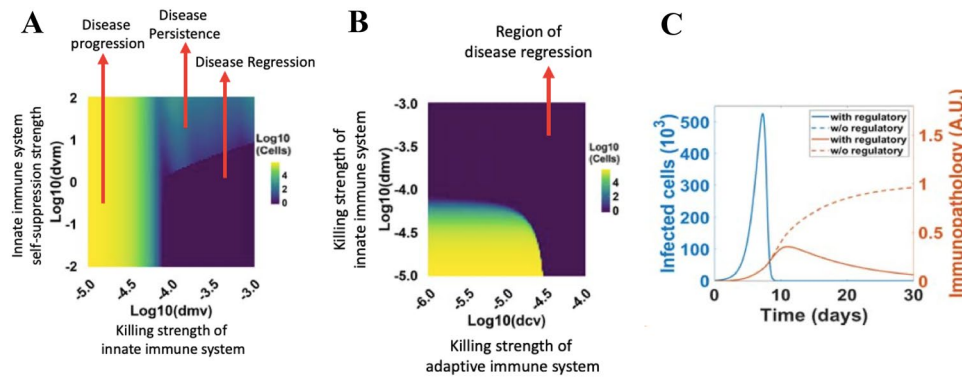 A
Disease
progression
Disease
Persistence
Disease Regression
Innate immune system
self-suppression strength
Log10(dvm)
2
1
0
-1
-2
-5.0
-4.5
-4.0
-3.5
-3.0
Log10(dmv)
Killing strength of
innate immune system
Log10
(Cells)
4
2
0
B
Region of
disease regression
Killing strength of
innate immune system
Log10(dmv)
-3.0
-3.5
-4.0
-4.5
-5.0
-6.0
-5.5
-5.0
-4.5
-4.0
Log10(dcv)
Killing strength of
adaptive immune system
Log10
(Cells)
4
2
0
C
Infected cells (10³)
500
400
300
200
100
0
with regulatory
w/o regulatory
with regulatory
w/o regulatory
1.5
1
0.5
0
Immunopathology (A.U.)
0
10
20
30
Time (days)